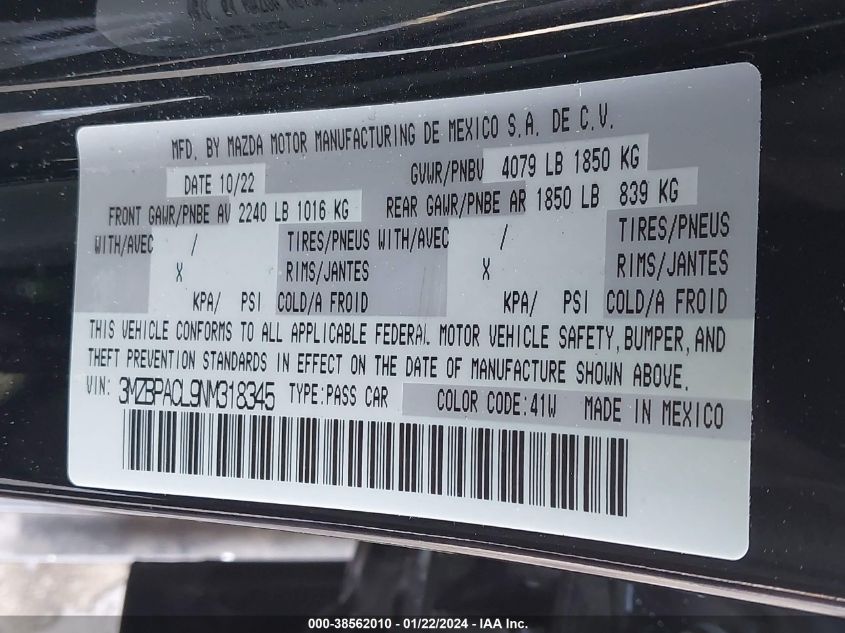 MFD. BY MAZDA MOTOR MANUFACTURING DE MEXICO S.A. DE C.V.
DATE 10/22 GVWR/PNBV 4079 LB 1850 KG
FRONT GAWR/PNBE AV 2240 LB 1016 KG REAR GAWR/PNBE AR 1850 LB 839 KG
WITH/AVEC / TIRES/PNEUS WITH/AVEC / TIRES/PNEUS
X RIMS/JANTES X RIMS/JANTES
KPA/ PSI COLD/A FROID KPA/ PSI COLD/A FROID
THIS VEHICLE CONFORMS TO ALL APPLICABLE FEDERAL MOTOR VEHICLE SAFETY, BUMPER, AND
THEFT PREVENTION STANDARDS IN EFFECT ON THE DATE OF MANUFACTURE SHOWN ABOVE.
VIN: 3MZBPACL9NM318345 TYPE:PASS CAR COLOR CODE:41W MADE IN MEXICO
000-38562010 - 01/22/2024 - IAA Inc.